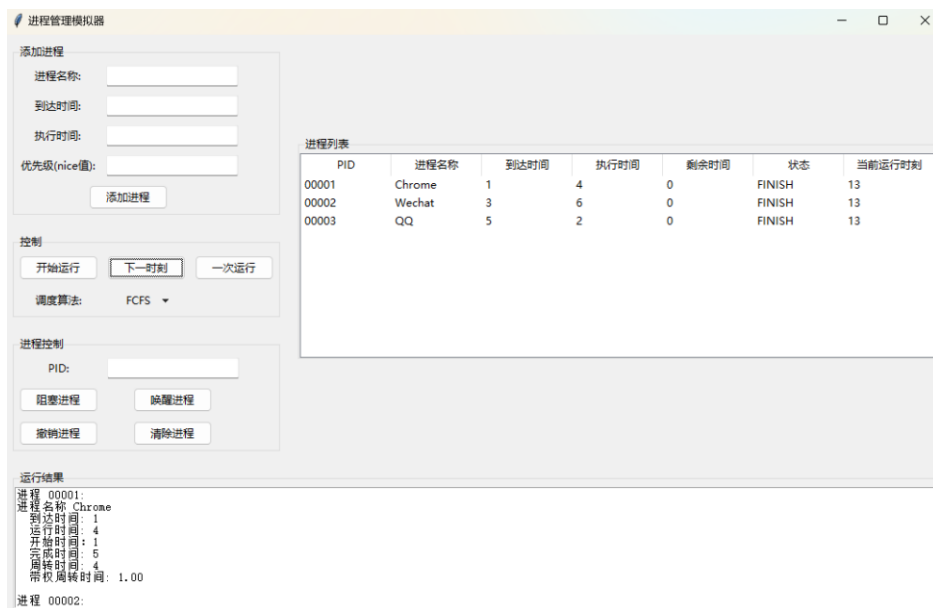 进程管理模拟器
添加进程
进程名称:
到达时间:
执行时间:
优先级(nice值):
添加进程
控制
开始运行 下一时刻 一次运行
调度算法: FCFS
进程控制
PID:
阻塞进程 唤醒进程
撤销进程 清除进程
进程列表
PID 进程名称 到达时间 执行时间 剩余时间 状态 当前运行时刻
00001 Chrome 1 4 0 FINISH 13
00002 Wechat 3 6 0 FINISH 13
00003 QQ 5 2 0 FINISH 13
运行结果
进程 00001:
进程名称 Chrome
到达时间: 1
运行时间: 4
开始时间: 1
完成时间: 5
周转时间: 4
带权周转时间: 1.00
进程 00002: